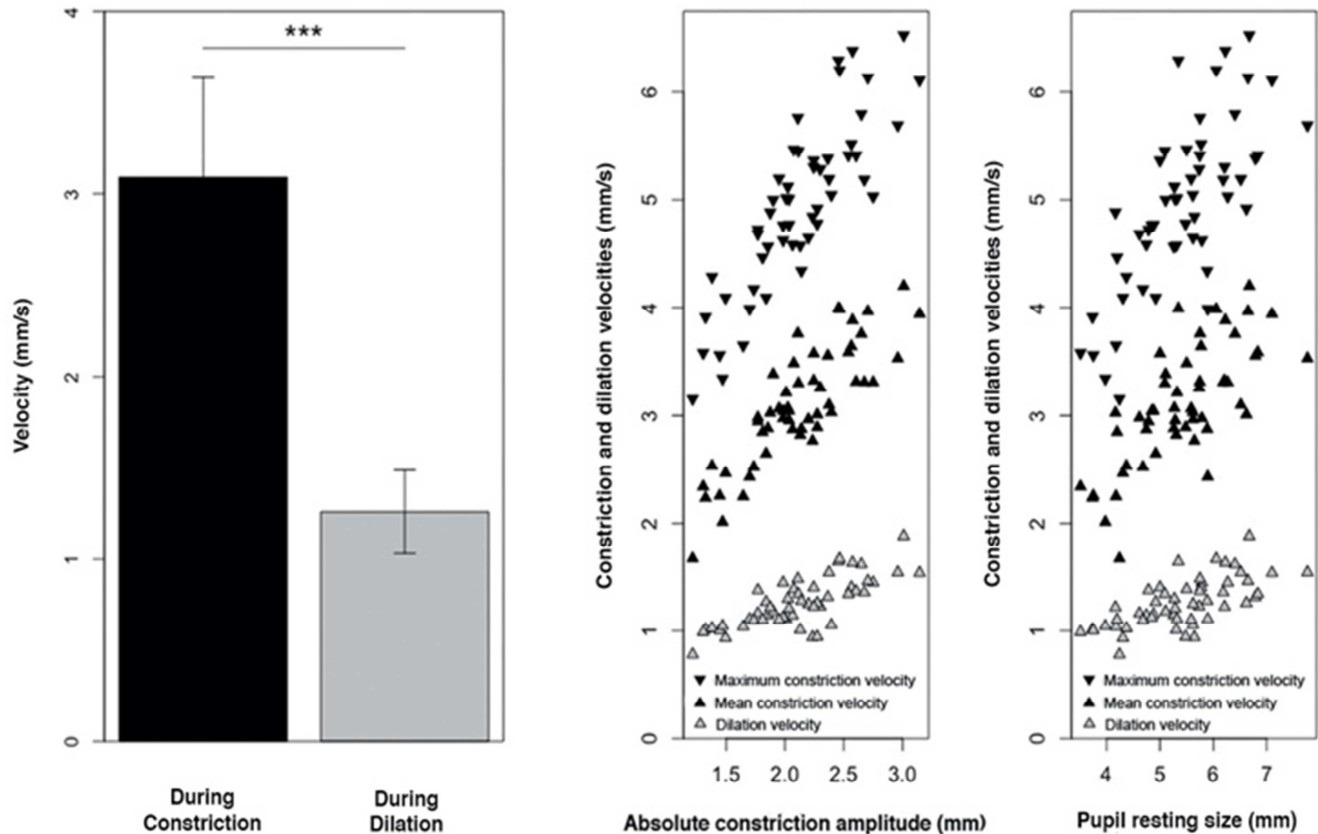 Velocity (mm/s)
4
3
2
1
0
***
During
Constriction
During
Dilation
Constriction and dilation velocities (mm/s)
6
5
4
3
2
1
0
Maximum constriction velocity
Mean constriction velocity
Dilation velocity
1.5 2.0 2.5 3.0
Absolute constriction amplitude (mm)
Constriction and dilation velocities (mm/s)
6
5
4
3
2
1
0
Maximum constriction velocity
Mean constriction velocity
Dilation velocity
4 5 6 7
Pupil resting size (mm)